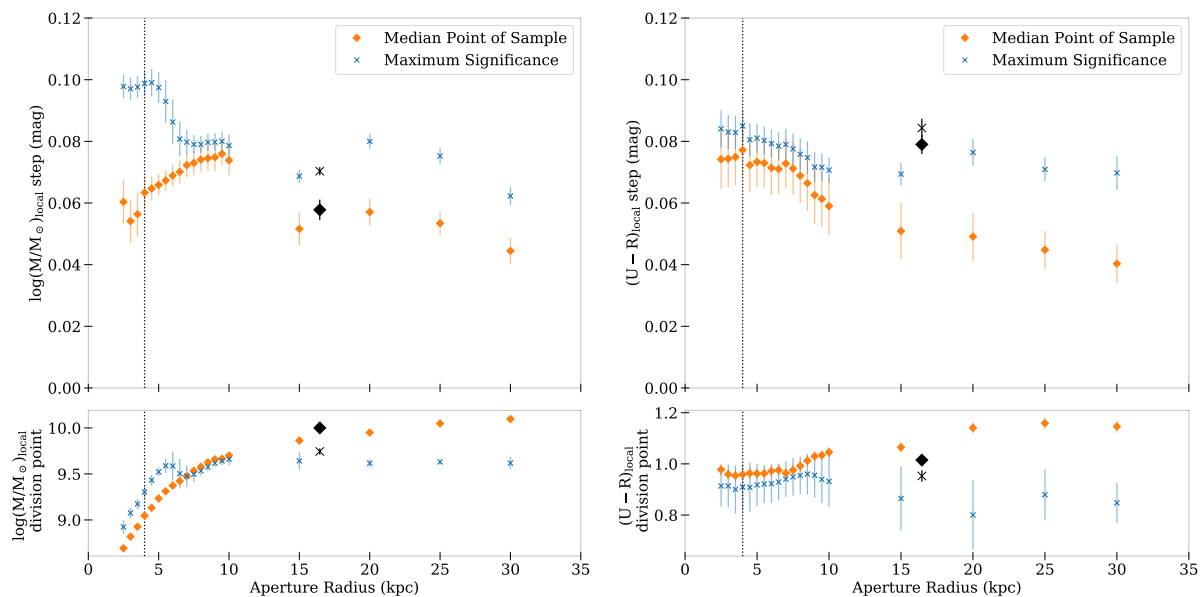 0.12
0.10
0.08
0.06
0.04
0.02
0.00
log(M/M⊙)local step (mag)
Median Point of Sample
Maximum Significance
0.12
0.10
0.08
0.06
0.04
0.02
0.00
(U − R)local step (mag)
Median Point of Sample
Maximum Significance
10.0
9.5
9.0
log(M/M⊙)local
division point
0 5 10 15 20 25 30 35
Aperture Radius (kpc)
1.2
1.0
0.8
(U − R)local
division point
0 5 10 15 20 25 30 35
Aperture Radius (kpc)